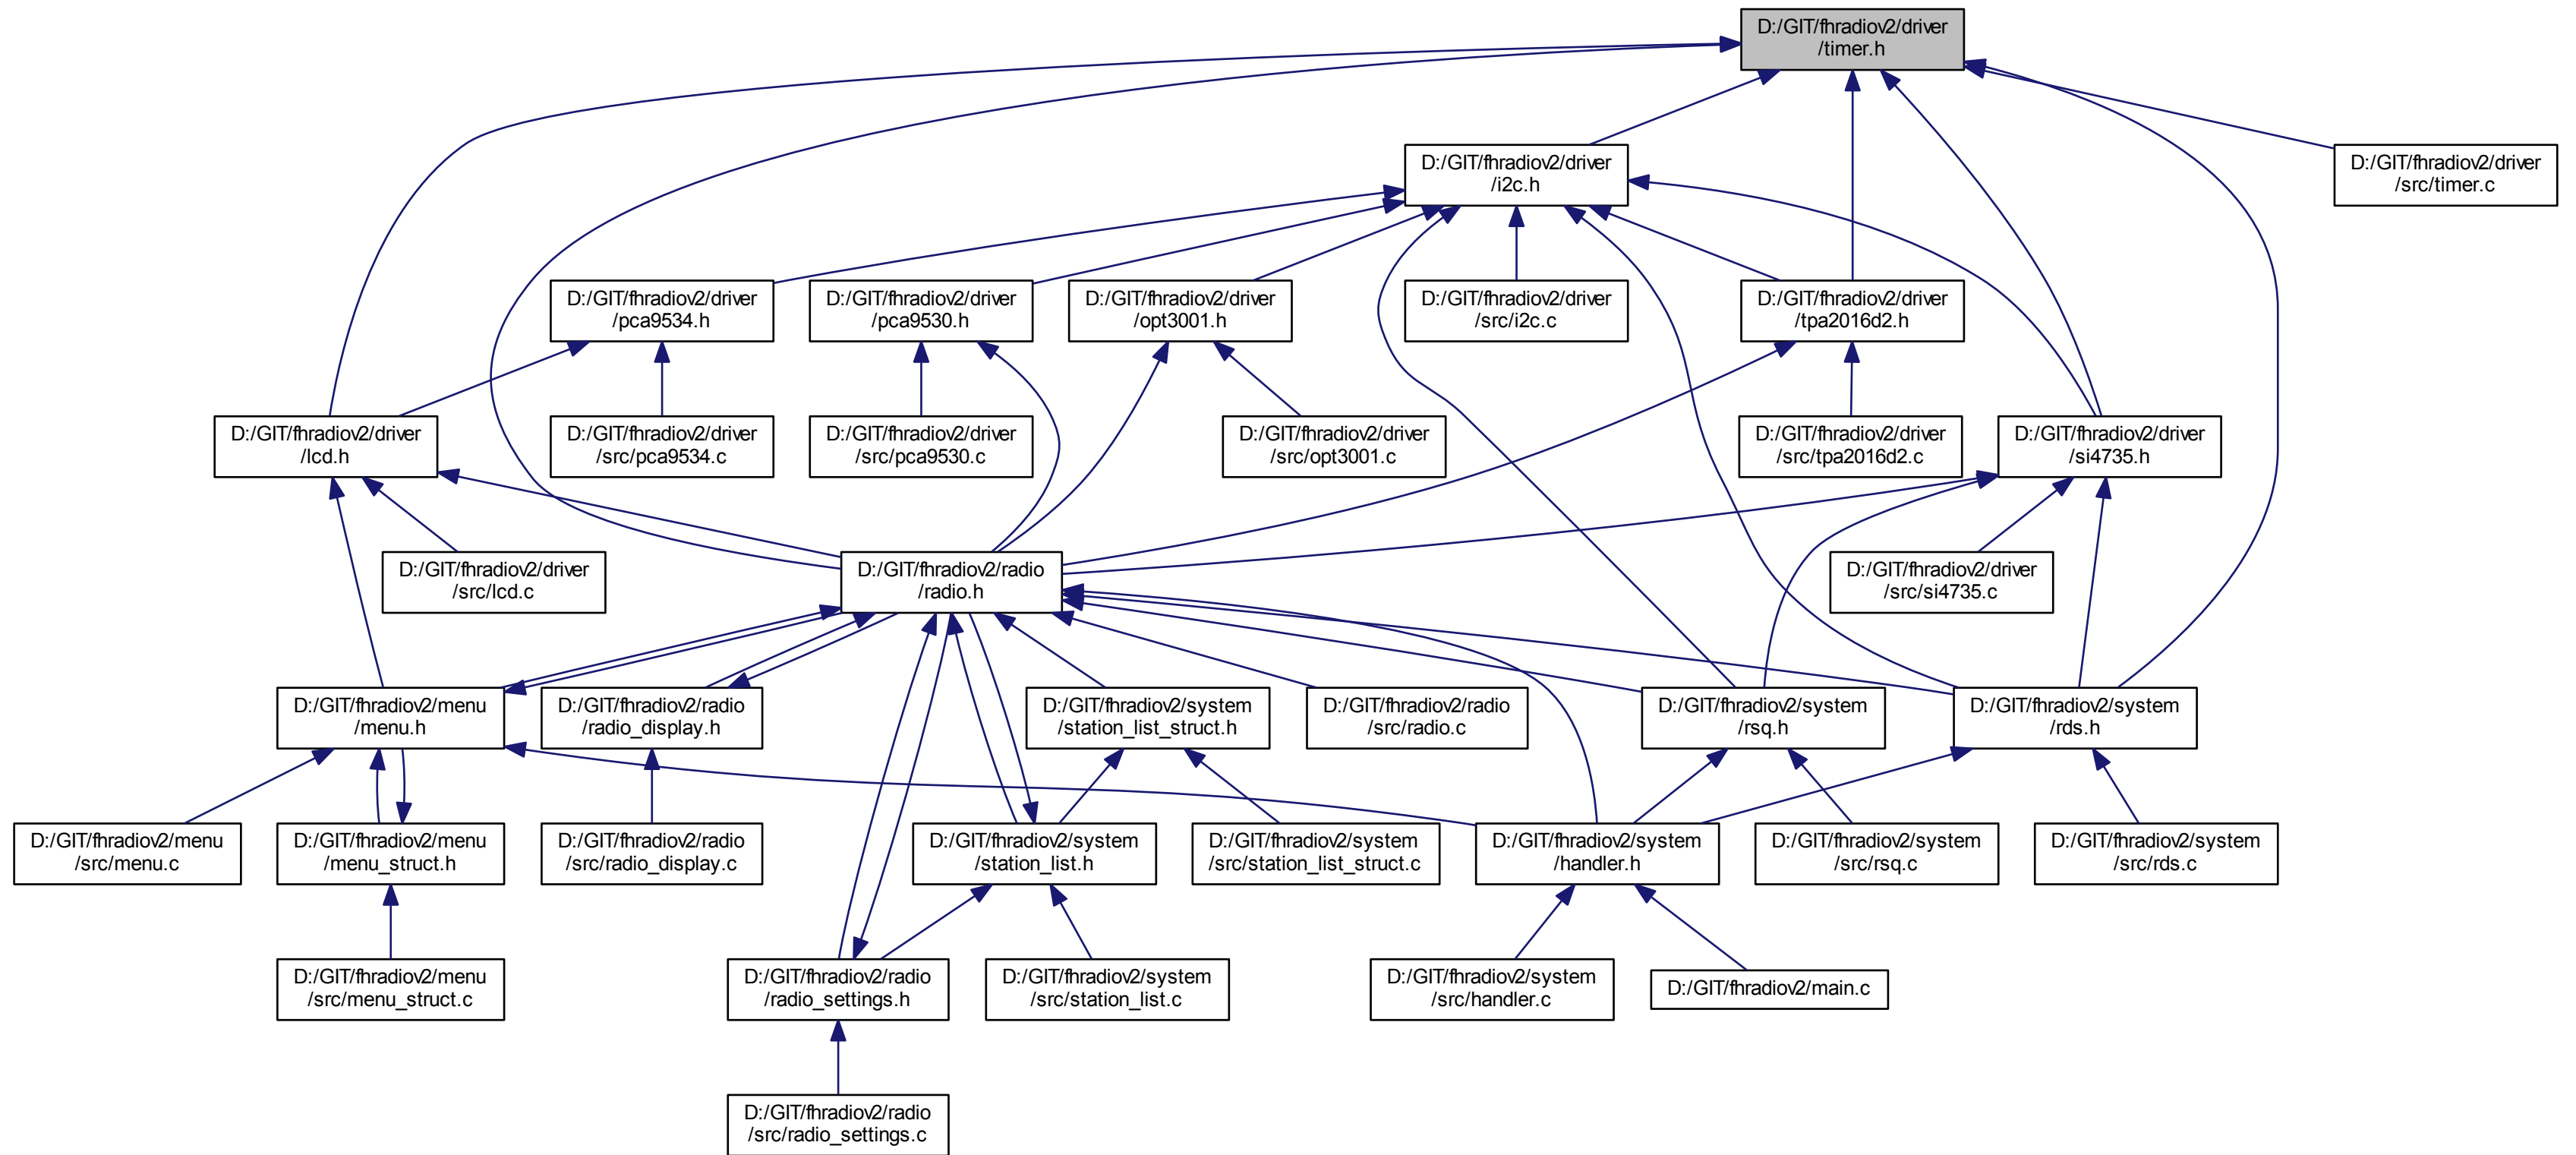 D:/GIT/fhradiov2/driver
/timer.h
D:/GIT/fhradiov2/driver
/i2c.h
D:/GIT/fhradiov2/driver
/src/timer.c
D:/GIT/fhradiov2/driver
/pca9534.h
D:/GIT/fhradiov2/driver
/pca9530.h
D:/GIT/fhradiov2/driver
/opt3001.h
D:/GIT/fhradiov2/driver
/src/i2c.c
D:/GIT/fhradiov2/driver
/tpa2016d2.h
D:/GIT/fhradiov2/driver
/lcd.h
D:/GIT/fhradiov2/driver
/src/pca9534.c
D:/GIT/fhradiov2/driver
/src/pca9530.c
D:/GIT/fhradiov2/driver
/src/opt3001.c
D:/GIT/fhradiov2/driver
/src/tpa2016d2.c
D:/GIT/fhradiov2/driver
/si4735.h
D:/GIT/fhradiov2/driver
/src/lcd.c
D:/GIT/fhradiov2/radio
/radio.h
D:/GIT/fhradiov2/driver
/src/si4735.c
D:/GIT/fhradiov2/menu
/menu.h
D:/GIT/fhradiov2/radio
/radio_display.h
D:/GIT/fhradiov2/system
/station_list_struct.h
D:/GIT/fhradiov2/radio
/src/radio.c
D:/GIT/fhradiov2/system
/rsq.h
D:/GIT/fhradiov2/system
/rds.h
D:/GIT/fhradiov2/menu
/src/menu.c
D:/GIT/fhradiov2/menu
/menu_struct.h
D:/GIT/fhradiov2/radio
/src/radio_display.c
D:/GIT/fhradiov2/system
/station_list.h
D:/GIT/fhradiov2/system
/src/station_list_struct.c
D:/GIT/fhradiov2/system
/handler.h
D:/GIT/fhradiov2/system
/src/rsq.c
D:/GIT/fhradiov2/system
/src/rds.c
D:/GIT/fhradiov2/menu
/src/menu_struct.c
D:/GIT/fhradiov2/radio
/radio_settings.h
D:/GIT/fhradiov2/system
/src/station_list.c
D:/GIT/fhradiov2/system
/src/handler.c
D:/GIT/fhradiov2/main.c
D:/GIT/fhradiov2/radio
/src/radio_settings.c